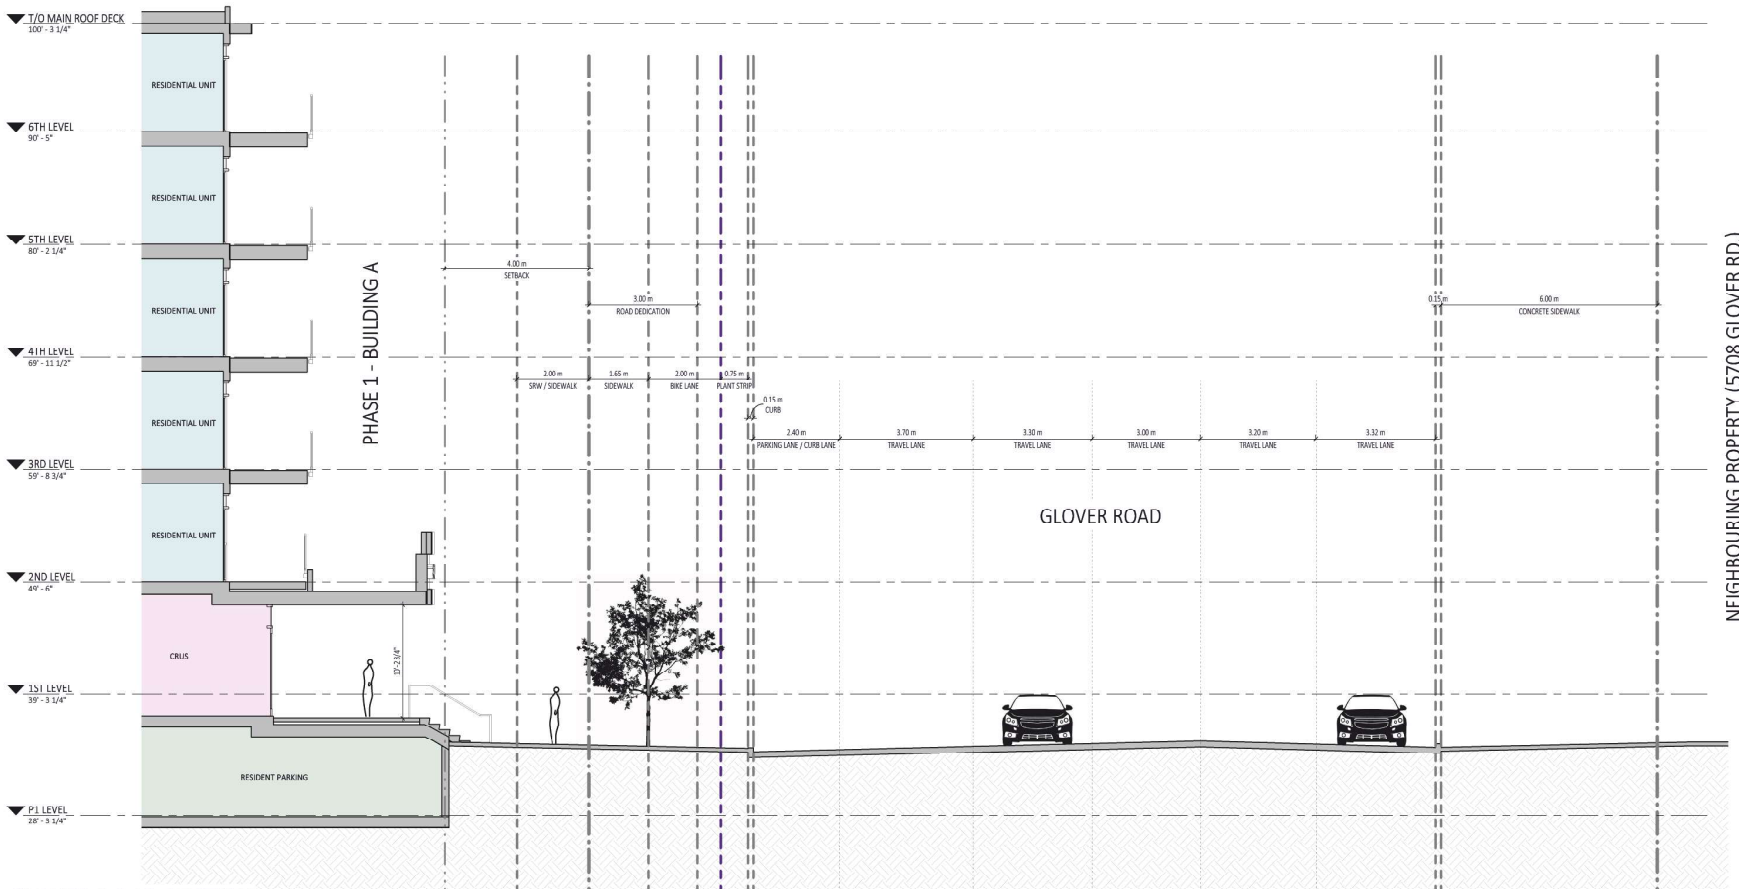 T/O MAIN ROOF DECK
100' - 3 1/4"
RESIDENTIAL UNIT
6TH LEVEL
90' - 5"
RESIDENTIAL UNIT
5TH LEVEL
80' - 2 1/4"
RESIDENTIAL UNIT
4TH LEVEL
69' - 11 1/2"
RESIDENTIAL UNIT
3RD LEVEL
59' - 8 3/4"
RESIDENTIAL UNIT
2ND LEVEL
49' - 6"
CRUS
1ST LEVEL
39' - 3 1/4"
RESIDENT PARKING
P1 LEVEL
28' - 3 1/4"
PHASE 1 - BUILDING A
4.00 m
SETBACK
3.00 m
ROAD DEDICATION
2.00 m
SRW / SIDEWALK
1.65 m
SIDEWALK
2.00 m
BIKE LANE
0.75 m
PLANT STRIP
0.15 m
CURB
2.40 m
PARKING LANE / CURB LANE
3.70 m
TRAVEL LANE
3.30 m
TRAVEL LANE
3.00 m
TRAVEL LANE
3.20 m
TRAVEL LANE
3.32 m
TRAVEL LANE
0.15 m
6.00 m
CONCRETE SIDEWALK
GLOVER ROAD
NEIGHBOURING PROPERTY (5708 GLOVER RD.)